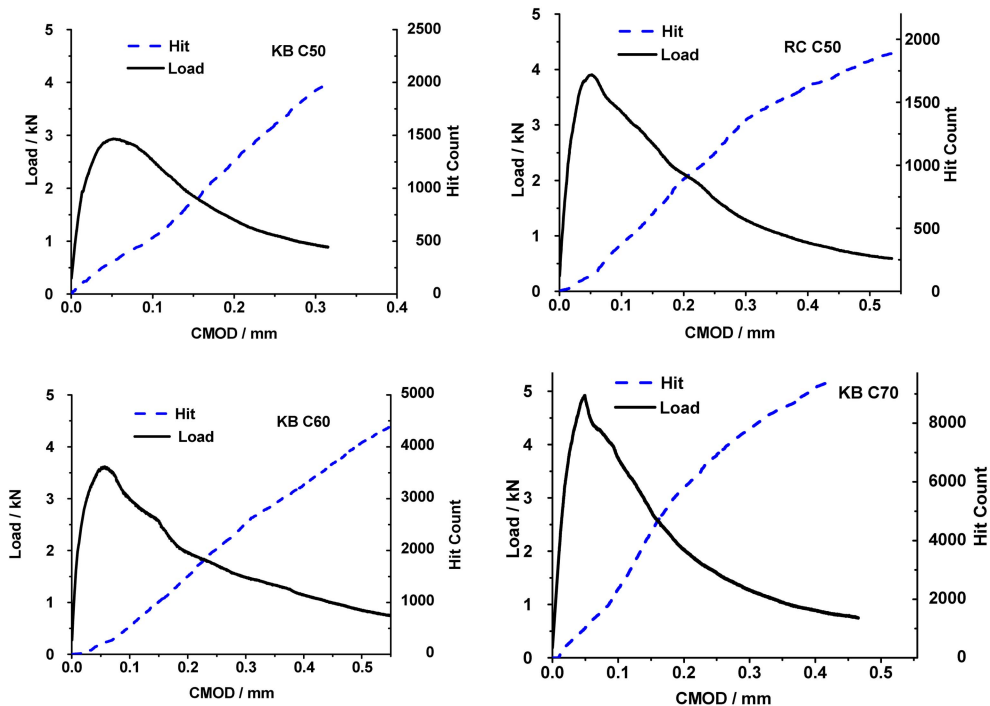 Hit
Load
KB C50
Load / kN
5
4
3
2
1
0
2500
2000
1500
1000
500
0
Hit Count
0.0 0.1 0.2 0.3 0.4
CMOD / mm
Hit
Load
RC C50
Load / kN
5
4
3
2
1
0
2000
1500
1000
500
0
Hit Count
0.0 0.1 0.2 0.3 0.4 0.5
CMOD / mm
Hit
Load
KB C60
Load / kN
5
4
3
2
1
0
5000
4000
3000
2000
1000
0
Hit Count
0.0 0.1 0.2 0.3 0.4 0.5
CMOD / mm
Hit
Load
KB C70
Load / kN
5
4
3
2
1
0
8000
6000
4000
2000
0
Hit Count
0.0 0.1 0.2 0.3 0.4 0.5
CMOD / mm